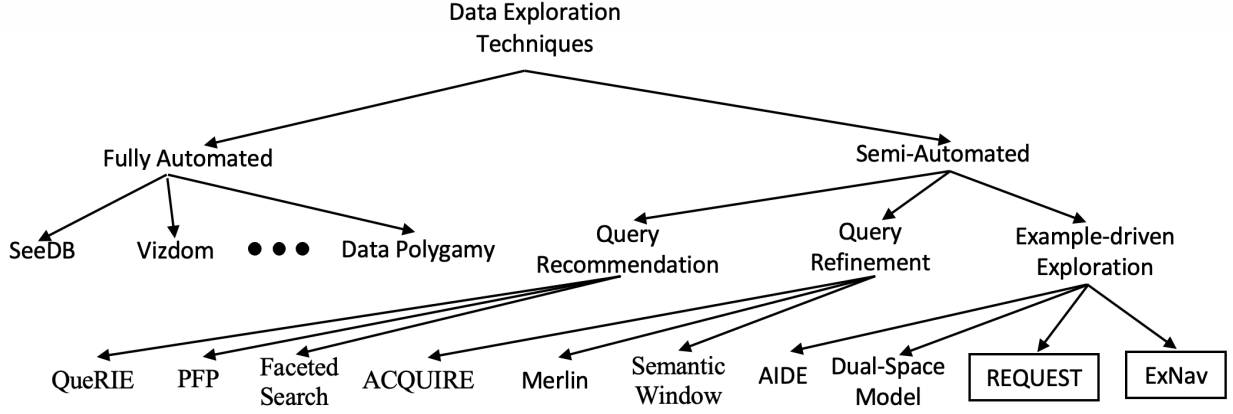 Data Exploration
Techniques
Fully Automated
Semi-Automated
SeeDB
Vizdom
Data Polygamy
Query
Recommendation
Query
Refinement
Example-driven
Exploration
QueRIE
PFP
Faceted
Search
ACQUIRE
Merlin
Semantic
Window
AIDE
Dual-Space
Model
REQUEST
ExNav